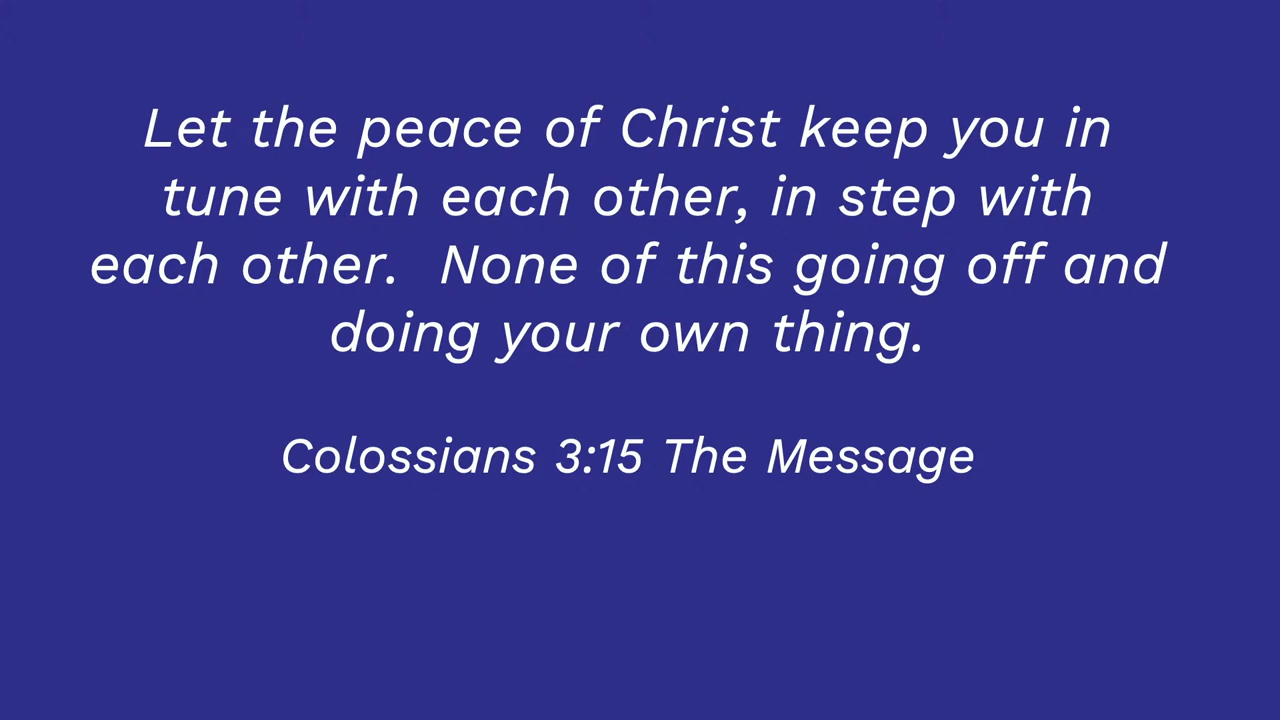 Let the peace of Christ keep you in
tune with each other, in step with
each other.  None of this going off and
doing your own thing.
Colossians 3:15 The Message